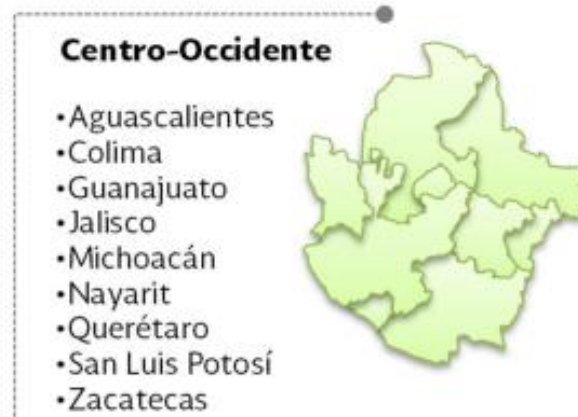 Centro-Occidente
•Aguascalientes
•Colima
•Guanajuato
•Jalisco
•Michoacán
•Nayarit
•Querétaro
•San Luis Potosí
•Zacatecas